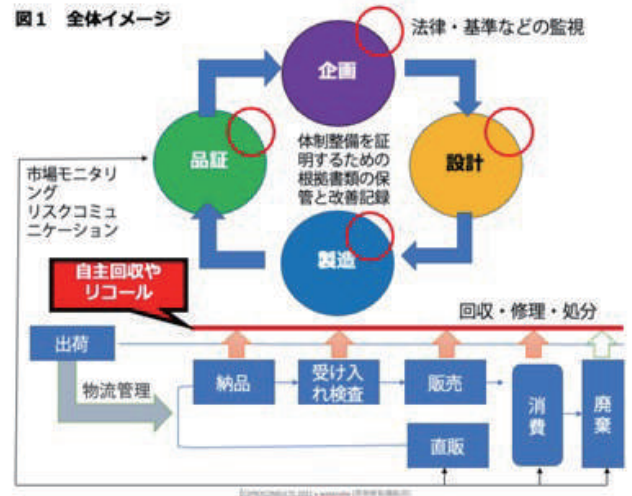 図1 全体イメージ
法律・基準などの監視
企画
品証
設計
体制整備を証
明するための
根拠書類の保
管と改善記録
製造
市場モニタリ
ング
リスクコミュ
ニケーション
自主回収や
リコール
回収・修理・処分
出荷
物流管理
納品
受け入
れ検査
販売
直販
消
費
廃
棄